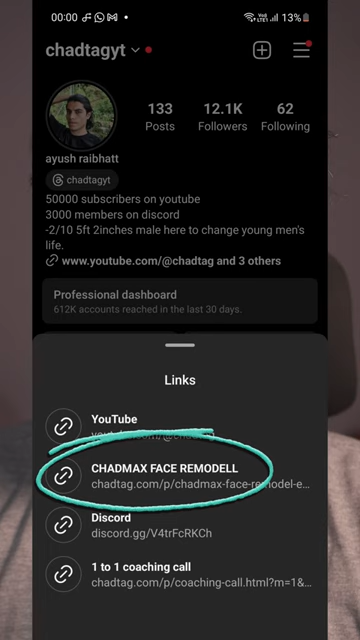 00:00 M 13%
chadtagyt
133 12.1K 62
Posts Followers Following
ayush raibhatt
chadtagyt
50000 subscribers on youtube
3000 members on discord
-2/10 5ft 2inches male here to change young men's
life.
www.youtube.com/@chadtag and 3 others
Professional dashboard
612K accounts reached in the last 30 days.
Links
YouTube
youtube.com/@chadtag
CHADMAX FACE REMODELL
chadtag.com/p/chadmax-face-remodel-e...
Discord
discord.gg/V4trFcRKCh
1 to 1 coaching call
chadtag.com/p/coaching-call.html?m=1&...